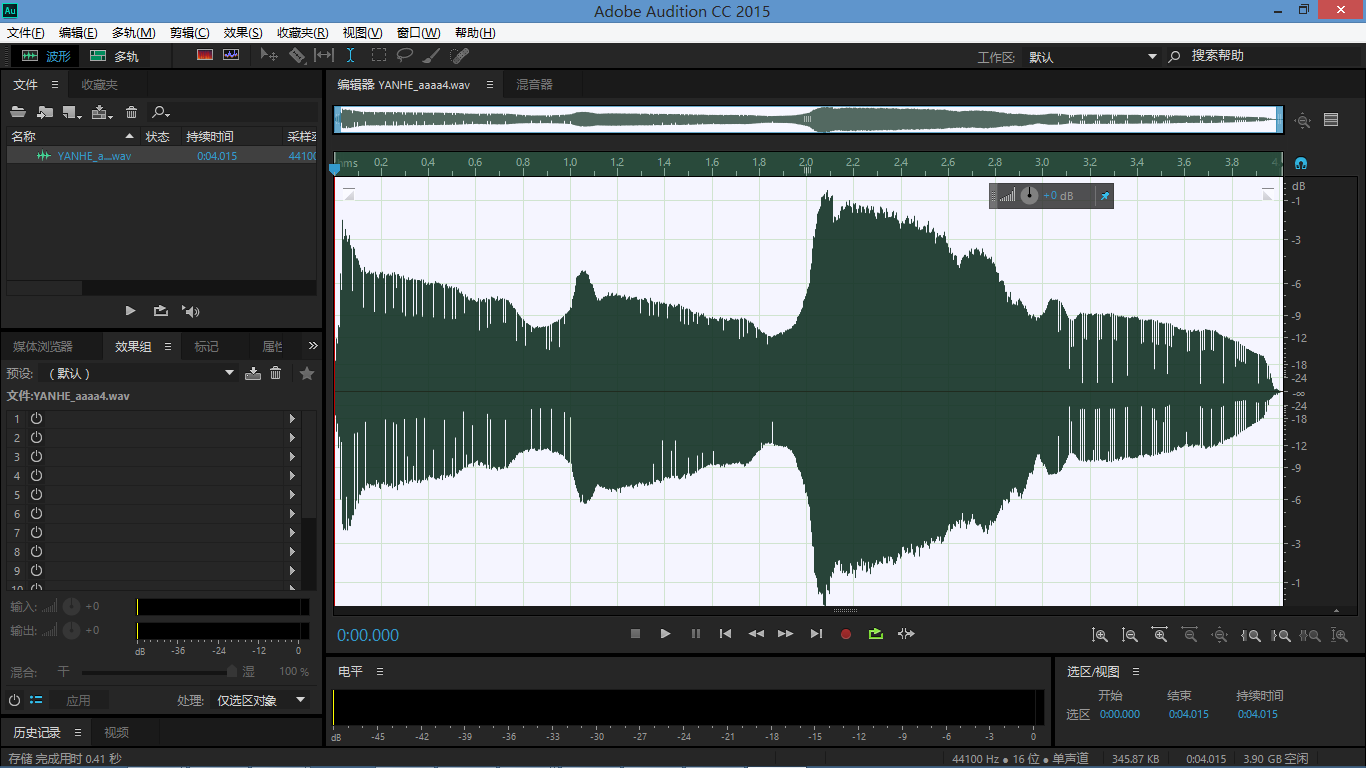 Au Adobe Audition CC 2015
文件(F) 编辑(E) 多轨(M) 剪辑(C) 效果(S) 收藏夹(R) 视图(V) 窗口(W) 帮助(H)
波形 多轨 工作区: 默认 搜索帮助
文件 收藏夹
编辑器: YANHE_aaaa4.wav 混音器
名称 状态 持续时间 采样率
YANHE_a...wav 0:04.015 44100
hms 0.2 0.4 0.6 0.8 1.0 1.2 1.4 1.6 1.8 2.0 2.2 2.4 2.6 2.8 3.0 3.2 3.4 3.6 3.8
+0 dB
dB
-1
-3
-6
-9
-12
-18
-24
-∞
-24
-18
-12
-9
-6
-3
-1
媒体浏览器 效果组 标记 属性
预设: （默认）
文件:YANHE_aaaa4.wav
1
2
3
4
5
6
7
8
9
10
输入: +0
输出: +0
dB -36 -24 -12 0
混合: 干 湿 100 %
应用 处理: 仅选区对象
历史记录 视频
0:00.000
电平
dB -45 -42 -39 -36 -33 -30 -27 -24 -21 -18 -15 -12 -9 -6 -3 0
选区/视图
开始 结束 持续时间
选区 0:00.000 0:04.015 0:04.015
存储 完成用时 0.41 秒
44100 Hz ● 16 位 ● 单声道 345.87 KB 0:04.015 3.90 GB 空闲